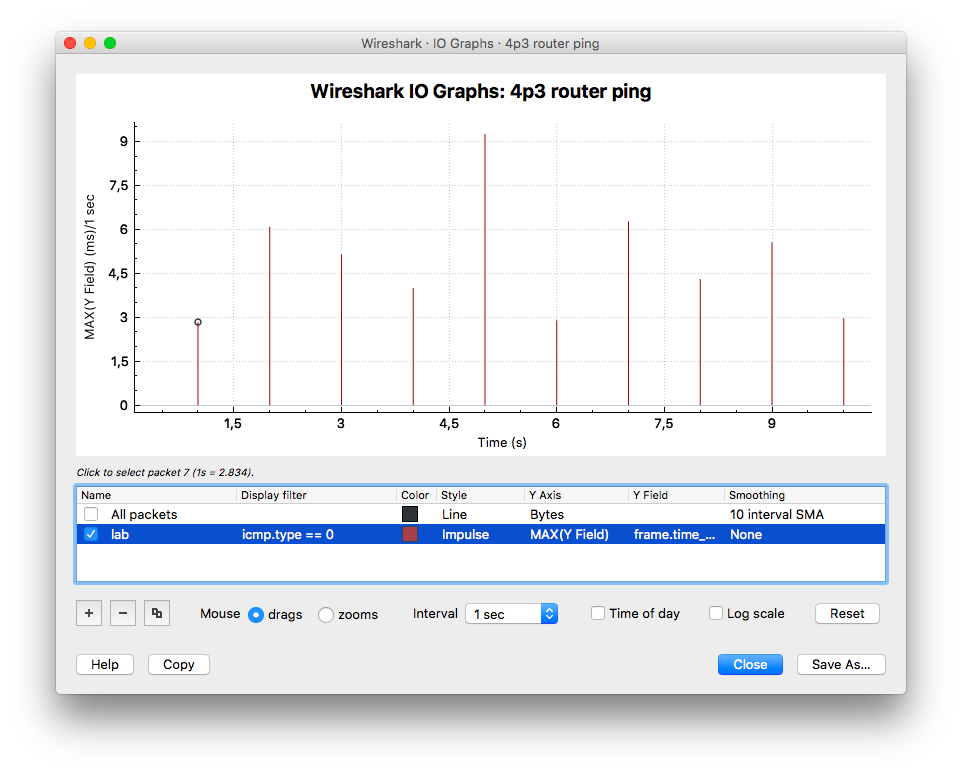 Wireshark · IO Graphs · 4p3 router ping
Wireshark IO Graphs: 4p3 router ping
MAX(Y Field) (ms)/1 sec
9
7,5
6
4,5
3
1,5
0
1,5 3 4,5 6 7,5 9
Time (s)
Click to select packet 7 (1s = 2.834).
Name Display filter Color Style Y Axis Y Field Smoothing
All packets Line Bytes 10 interval SMA
lab icmp.type == 0 Impulse MAX(Y Field) frame.time_... None
+ − Mouse drags zooms Interval 1 sec Time of day Log scale Reset
Help Copy Close Save As...